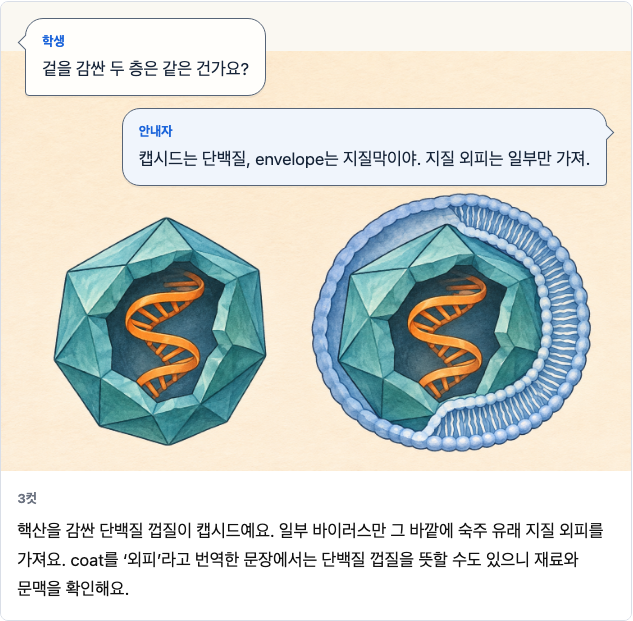 학생
겉을 감싼 두 층은 같은 건가요?
안내자
캡시드는 단백질, envelope는 지질막이야. 지질 외피는 일부만 가져.
3컷
핵산을 감싼 단백질 껍질이 캡시드예요. 일부 바이러스만 그 바깥에 숙주 유래 지질 외피를
가져요. coat를 ‘외피’라고 번역한 문장에서는 단백질 껍질을 뜻할 수도 있으니 재료와
문맥을 확인해요.